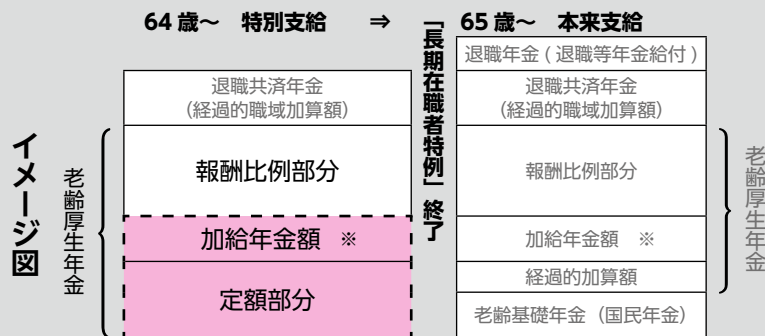 64歳～　特別支給　⇒
「長期在職者特例」終了
65歳～　本来支給
イメージ図
老齢厚生年金
退職共済年金
(経過的職域加算額)
報酬比例部分
加給年金額　※
定額部分
退職年金(退職等年金給付)
退職共済年金
(経過的職域加算額)
報酬比例部分
加給年金額　※
経過的加算額
老齢基礎年金（国民年金）
老齢厚生年金